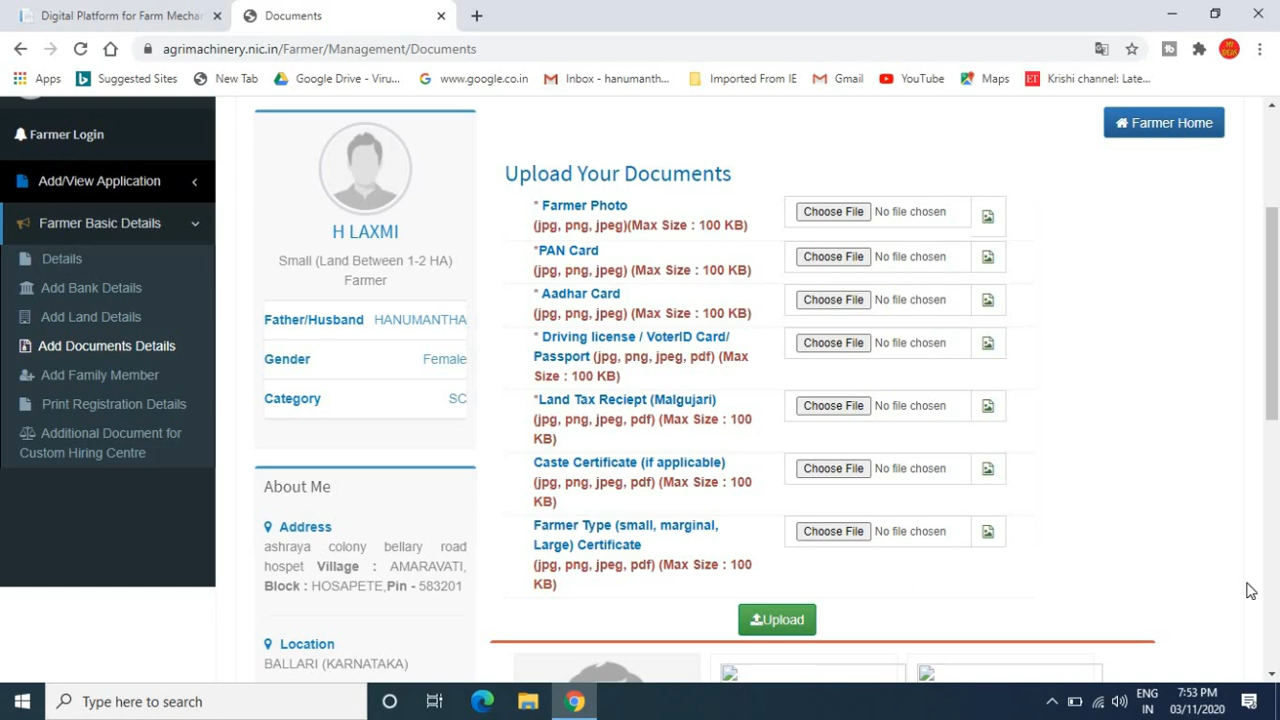 Digital Platform for Farm Mechan
Documents
agrimachinery.nic.in/Farmer/Management/Documents
Apps
Suggested Sites
New Tab
Google Drive - Viru...
www.google.co.in
Inbox - hanumanth...
Imported From IE
Gmail
YouTube
Maps
ET
Krishi channel: Late...
MY IDEAS
Farmer Login
Add/View Application
Farmer Basic Details
Details
Add Bank Details
Add Land Details
Add Documents Details
Add Family Member
Print Registration Details
Additional Document for
Custom Hiring Centre
H LAXMI
Small (Land Between 1-2 HA)
Farmer
Father/Husband HANUMANTHA
Gender Female
Category SC
About Me
Address
ashraya colony bellary road
hospet Village : AMARAVATI,
Block : HOSAPETE,Pin - 583201
Location
BALLARI (KARNATAKA)
Farmer Home
Upload Your Documents
* Farmer Photo
(jpg, png, jpeg)(Max Size : 100 KB)
Choose File No file chosen
*PAN Card
(jpg, png, jpeg) (Max Size : 100 KB)
Choose File No file chosen
* Aadhar Card
(jpg, png, jpeg) (Max Size : 100 KB)
Choose File No file chosen
* Driving license / VoterID Card/
Passport (jpg, png, jpeg, pdf) (Max
Size : 100 KB)
Choose File No file chosen
*Land Tax Reciept (Malgujari)
(jpg, png, jpeg, pdf) (Max Size : 100
KB)
Choose File No file chosen
Caste Certificate (if applicable)
(jpg, png, jpeg, pdf) (Max Size : 100
KB)
Choose File No file chosen
Farmer Type (small, marginal,
Large) Certificate
(jpg, png, jpeg, pdf) (Max Size : 100
KB)
Choose File No file chosen
Upload
Type here to search
ENG
IN
7:53 PM
03/11/2020